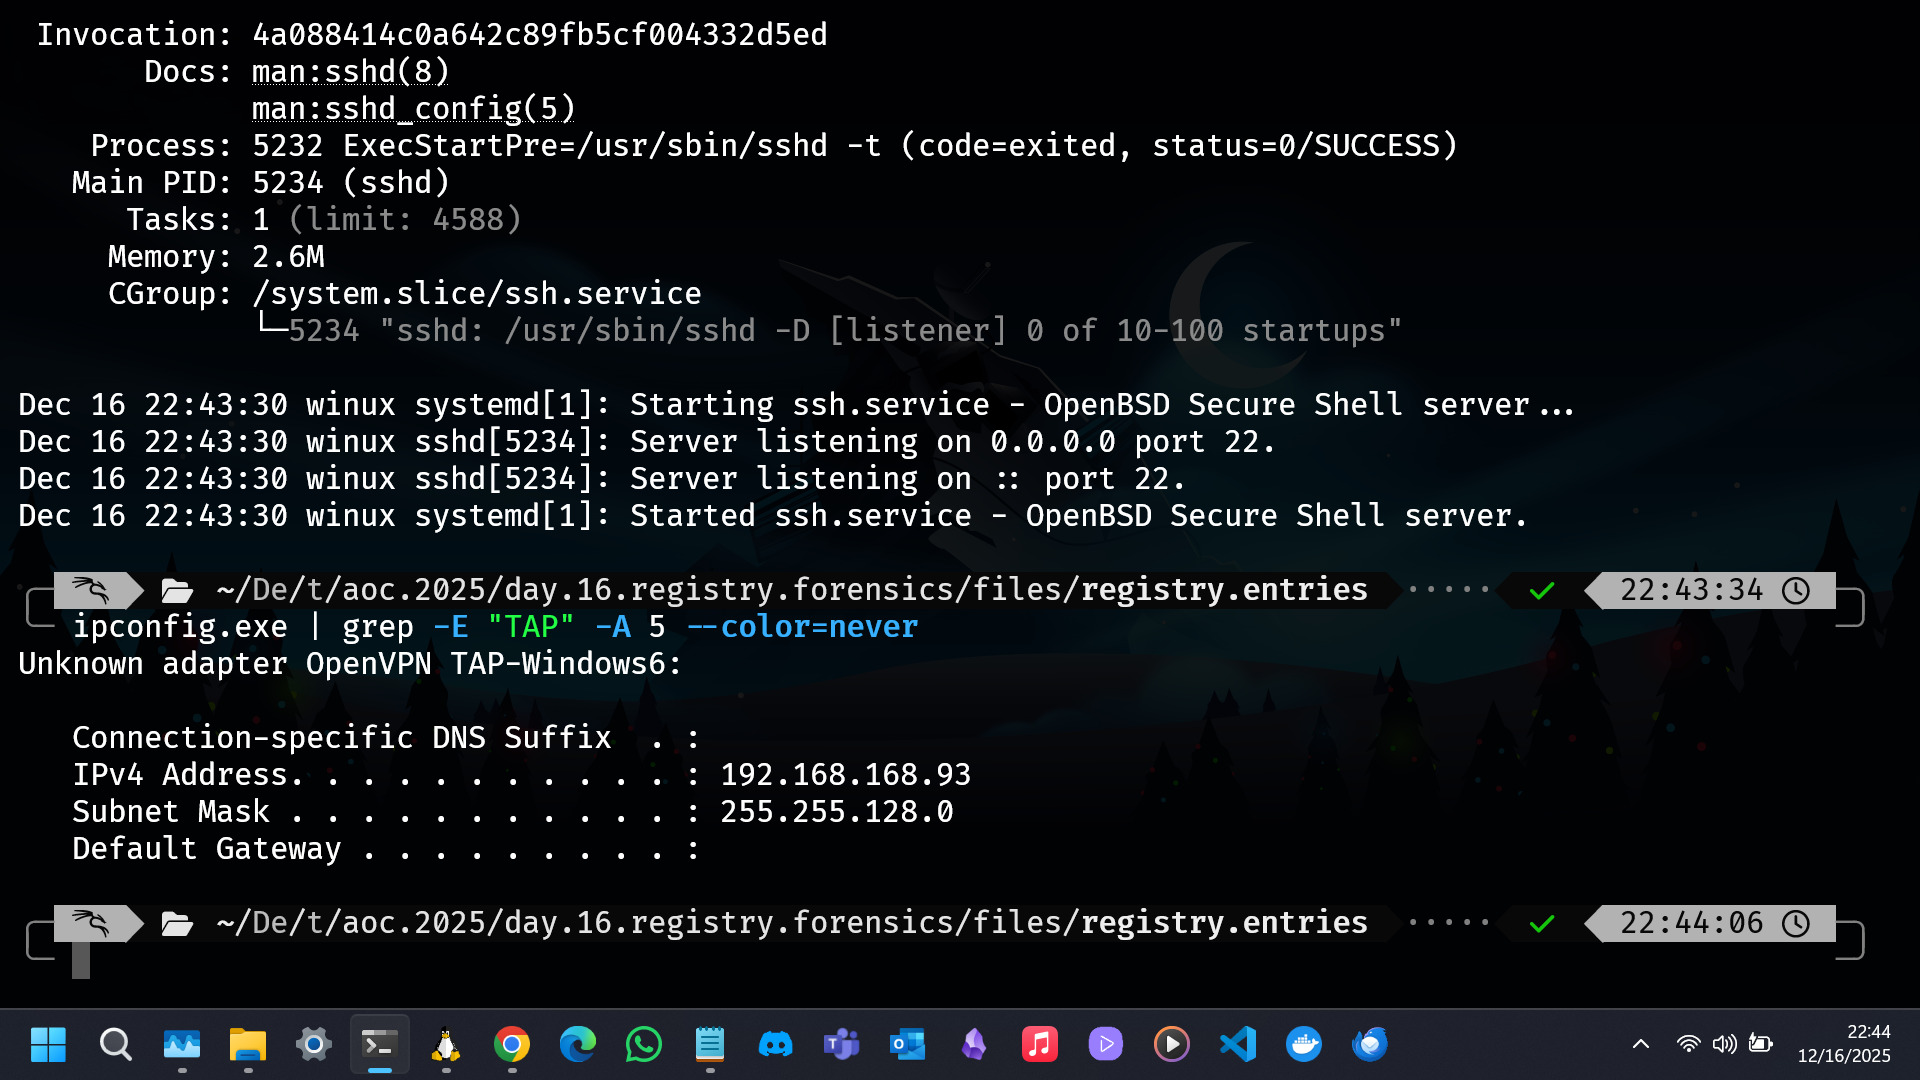 Invocation: 4a088414c0a642c89fb5cf004332d5ed
Docs: man:sshd(8)
man:sshd_config(5)
Process: 5232 ExecStartPre=/usr/sbin/sshd -t (code=exited, status=0/SUCCESS)
Main PID: 5234 (sshd)
Tasks: 1 (limit: 4588)
Memory: 2.6M
CGroup: /system.slice/ssh.service
└─5234 "sshd: /usr/sbin/sshd -D [listener] 0 of 10-100 startups"
Dec 16 22:43:30 winux systemd[1]: Starting ssh.service - OpenBSD Secure Shell server...
Dec 16 22:43:30 winux sshd[5234]: Server listening on 0.0.0.0 port 22.
Dec 16 22:43:30 winux sshd[5234]: Server listening on :: port 22.
Dec 16 22:43:30 winux systemd[1]: Started ssh.service - OpenBSD Secure Shell server.
~/De/t/aoc.2025/day.16.registry.forensics/files/registry.entries ····· ✓ 22:43:34
ipconfig.exe | grep -E "TAP" -A 5 --color=never
Unknown adapter OpenVPN TAP-Windows6:
Connection-specific DNS Suffix . :
IPv4 Address. . . . . . . . . . . : 192.168.168.93
Subnet Mask . . . . . . . . . . . : 255.255.128.0
Default Gateway . . . . . . . . . :
~/De/t/aoc.2025/day.16.registry.forensics/files/registry.entries ····· ✓ 22:44:06
22:44
12/16/2025